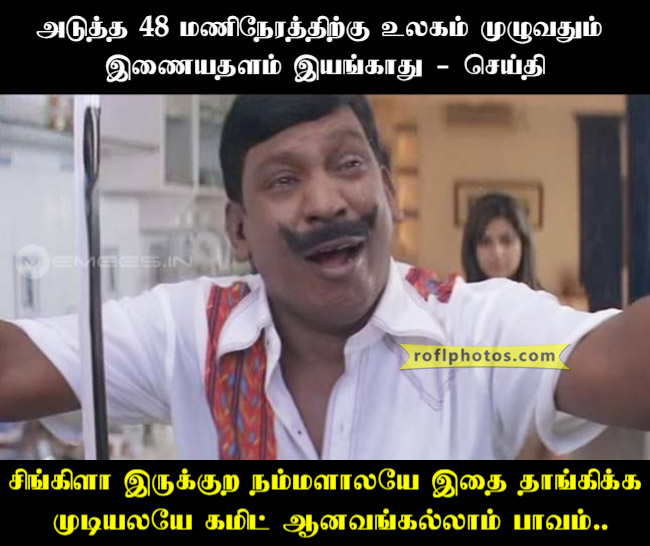 அடுத்த 48 மணிநேரத்திற்கு உலகம் முழுவதும்
இணையதளம் இயங்காது - செய்தி
MEMEES.IN
roflphotos.com
சிங்கிளா இருக்குற நம்மளாலயே இதை தாங்கிக்க
முடியலயே கமிட் ஆனவங்கல்லாம் பாவம்..